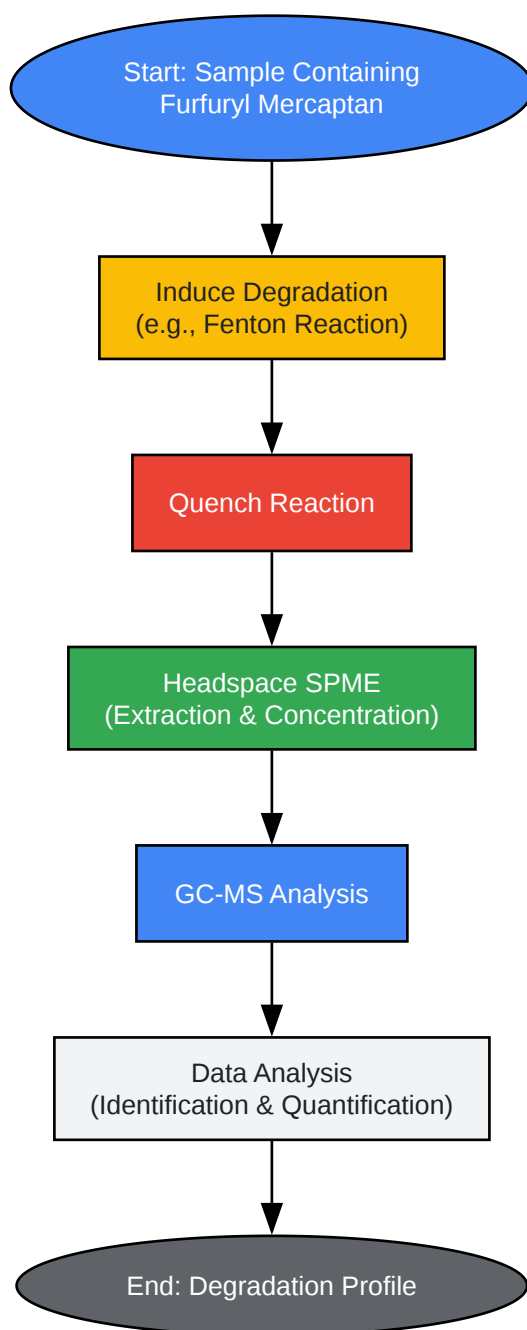 Start: Sample Containing
Furfuryl Mercaptan
Induce Degradation
(e.g., Fenton Reaction)
Quench Reaction
Headspace SPME
(Extraction & Concentration)
GC-MS Analysis
Data Analysis
(Identification & Quantification)
End: Degradation Profile